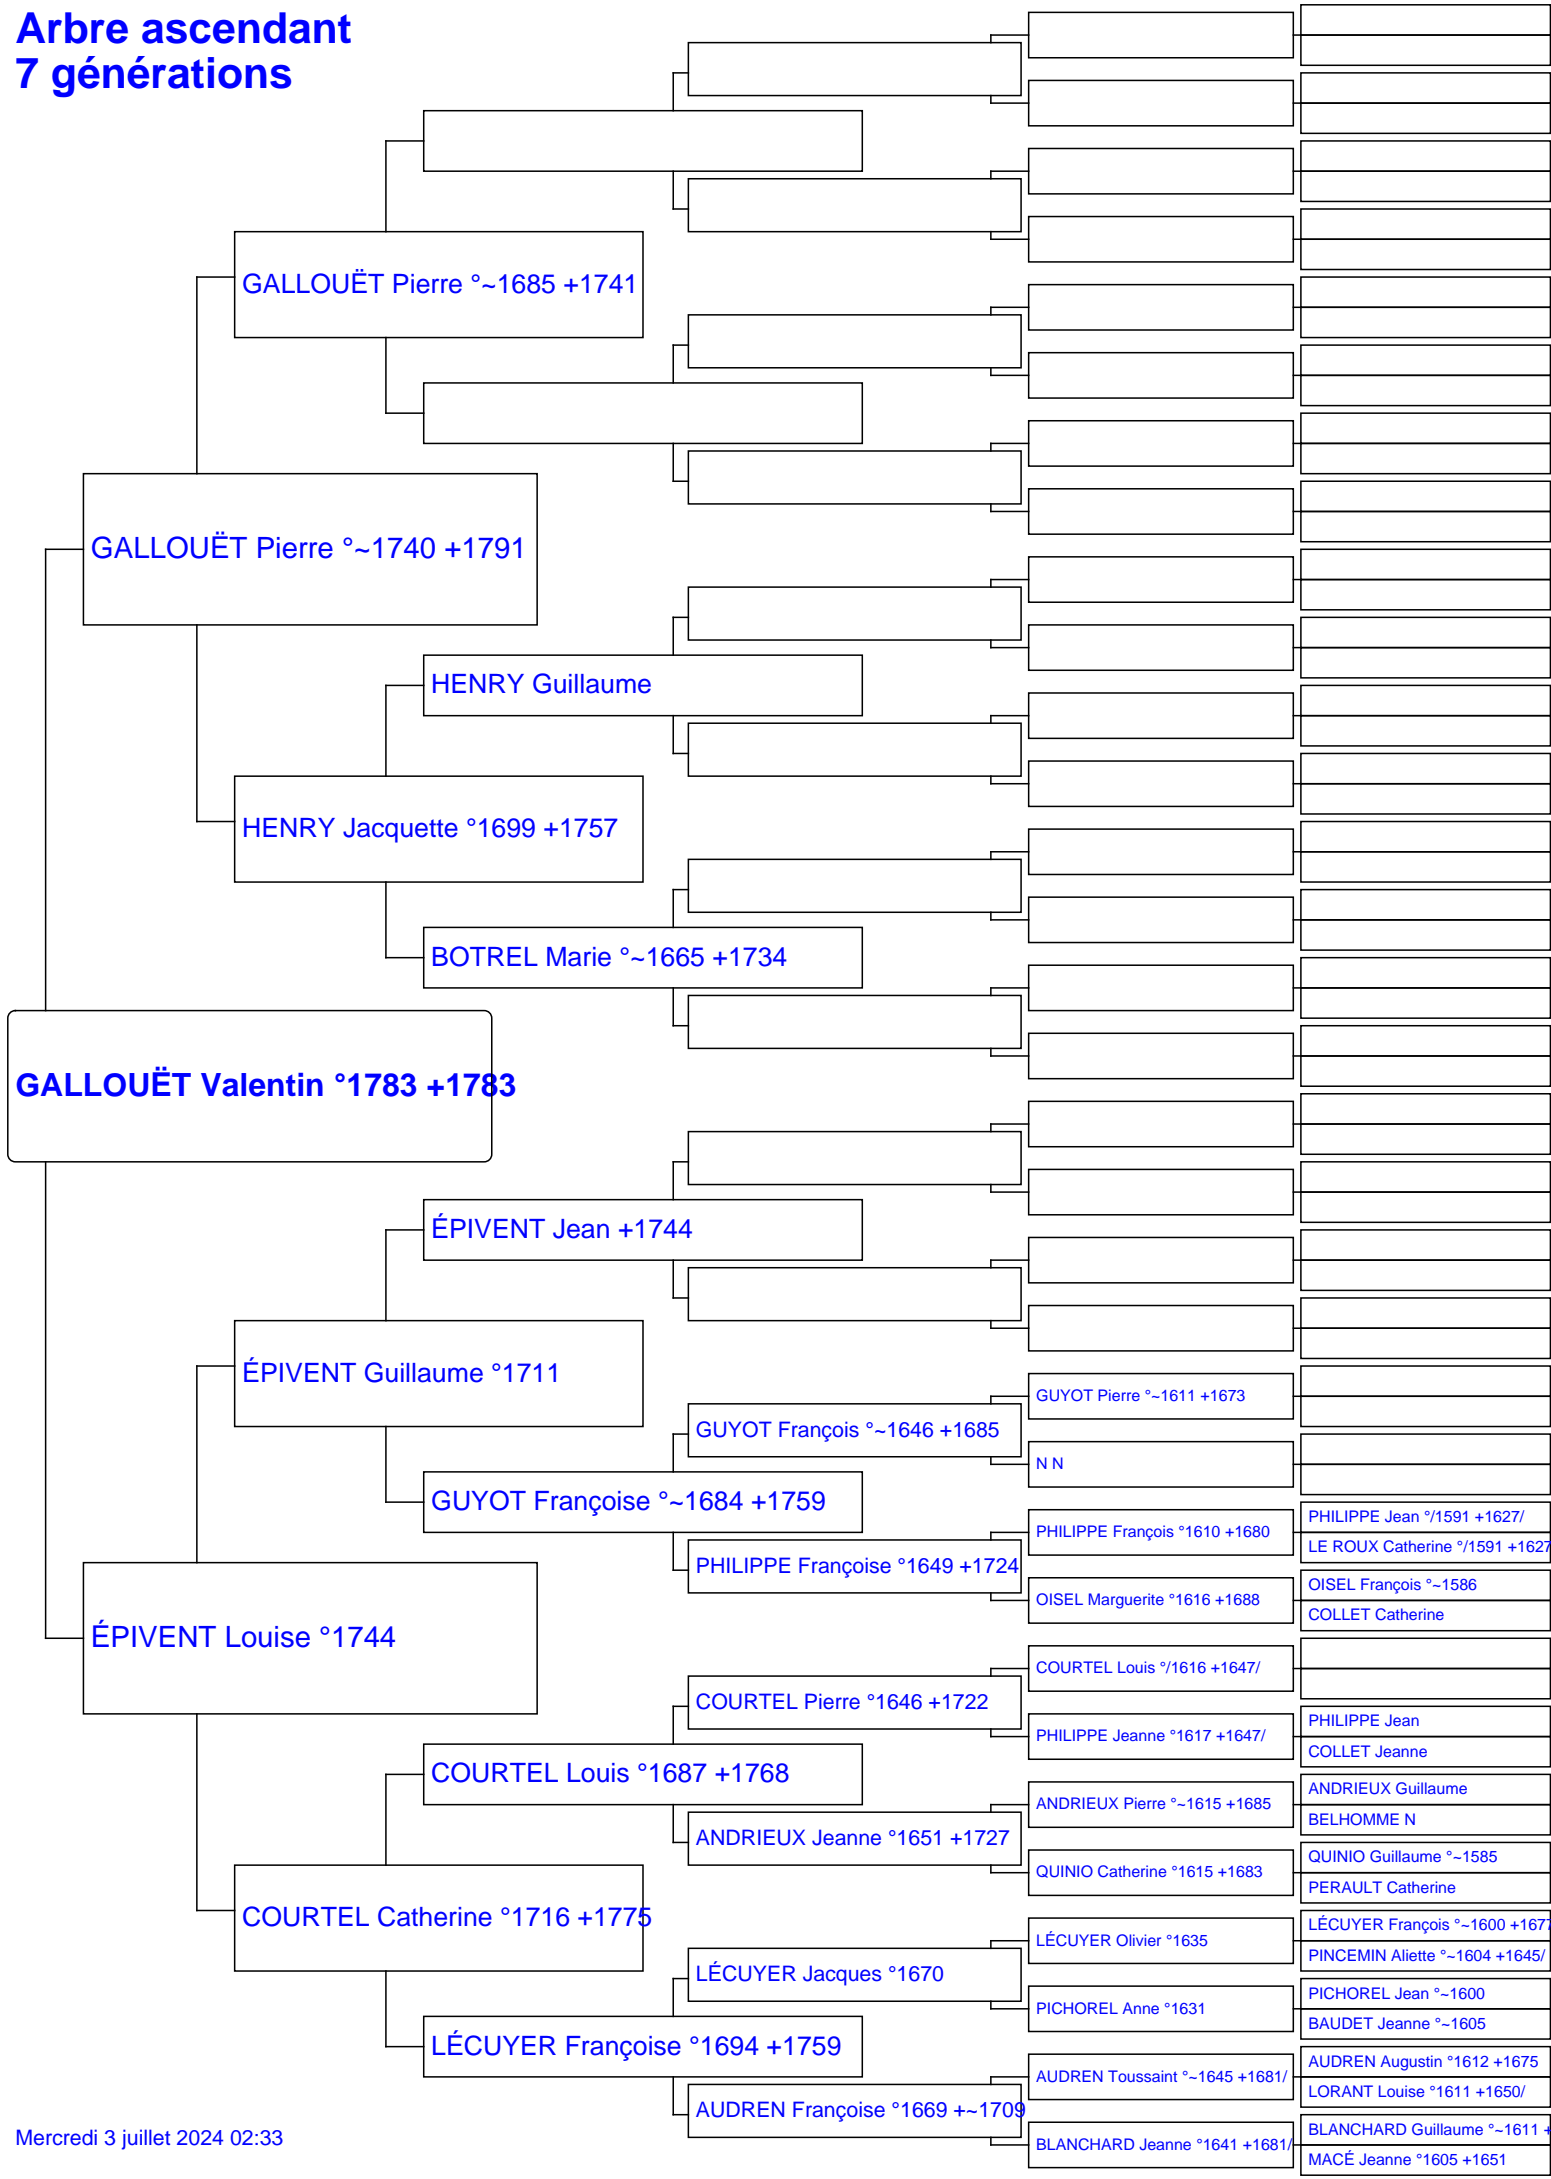 Arbre ascendant
7 générations
GALLOUËT Pierre °~1685 +1741
GALLOUËT Pierre °~1740 +1791
HENRY Guillaume
HENRY Jacquette °1699 +1757
BOTREL Marie °~1665 +1734
GALLOUËT Valentin °1783 +1783
ÉPIVENT Jean +1744
ÉPIVENT Guillaume °1711
GUYOT Pierre °~1611 +1673
GUYOT François °~1646 +1685
N N
GUYOT Françoise °~1684 +1759
PHILIPPE Jean °/1591 +1627/
PHILIPPE François °1610 +1680
LE ROUX Catherine °/1591 +1627
PHILIPPE Françoise °1649 +1724
OISEL François °~1586
OISEL Marguerite °1616 +1688
COLLET Catherine
ÉPIVENT Louise °1744
COURTEL Louis °/1616 +1647/
COURTEL Pierre °1646 +1722
PHILIPPE Jean
PHILIPPE Jeanne °1617 +1647/
COLLET Jeanne
COURTEL Louis °1687 +1768
ANDRIEUX Guillaume
ANDRIEUX Pierre °~1615 +1685
BELHOMME N
ANDRIEUX Jeanne °1651 +1727
QUINIO Guillaume °~1585
QUINIO Catherine °1615 +1683
PERAULT Catherine
COURTEL Catherine °1716 +1775
LÉCUYER François °~1600 +1677
LÉCUYER Olivier °1635
PINCEMIN Aliette °~1604 +1645/
LÉCUYER Jacques °1670
PICHOREL Jean °~1600
PICHOREL Anne °1631
BAUDET Jeanne °~1605
LÉCUYER Françoise °1694 +1759
AUDREN Augustin °1612 +1675
AUDREN Toussaint °~1645 +1681/
LORANT Louise °1611 +1650/
AUDREN Françoise °1669 +~1709
BLANCHARD Guillaume °~1611 +
BLANCHARD Jeanne °1641 +1681/
MACÉ Jeanne °1605 +1651
Mercredi 3 juillet 2024 02:33